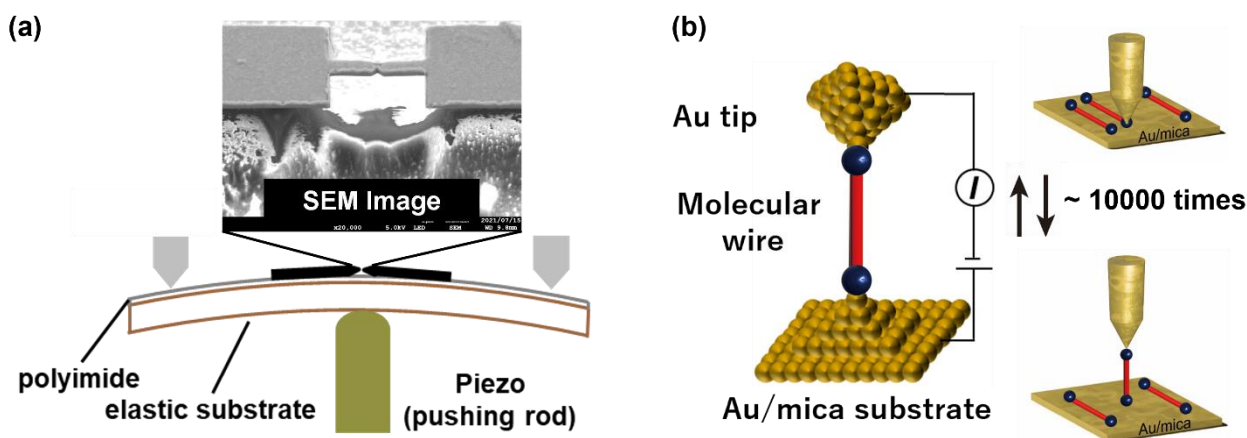 (a)
SEM Image
2021/07/15
x20,000 5.0kV LED SEM WD 9.8mm
polyimide
elastic substrate
Piezo
(pushing rod)
(b)
Au tip
Molecular
wire
I
Au/mica substrate
Au/mica
~ 10000 times
Au/mica